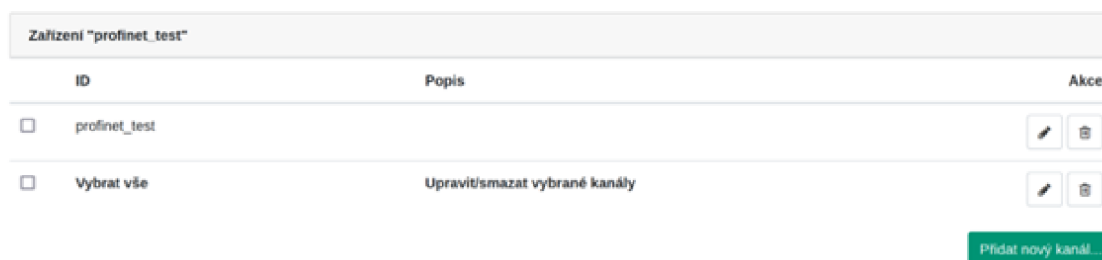 Zařízení "profinet_test"
ID Popis Akce
profinet_test
Vybrat vše Upravit/smazat vybrané kanály
Přidat nový kanál...